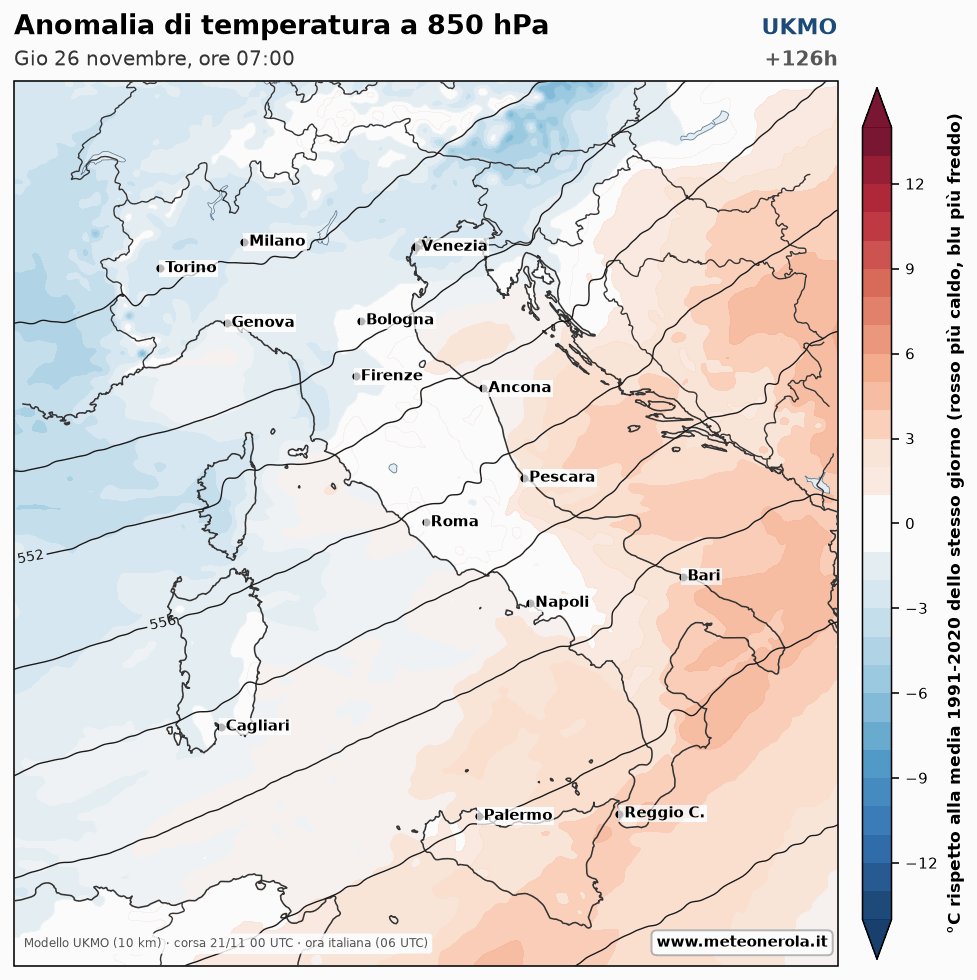 Anomalia di temperatura a 850 hPa
UKMO
Gio 26 novembre, ore 07:00
+126h
Milano
Venezia
Torino
Genova
Bologna
Firenze
Ancona
Pescara
Roma
552
Bari
Napoli
556
Cagliari
Palermo
Reggio C.
Modello UKMO (10 km) · corsa 21/11 00 UTC · ora italiana (06 UTC)
www.meteonerola.it
12
9
6
3
0
−3
−6
−9
−12
°C rispetto alla media 1991-2020 dello stesso giorno (rosso più caldo, blu più freddo)